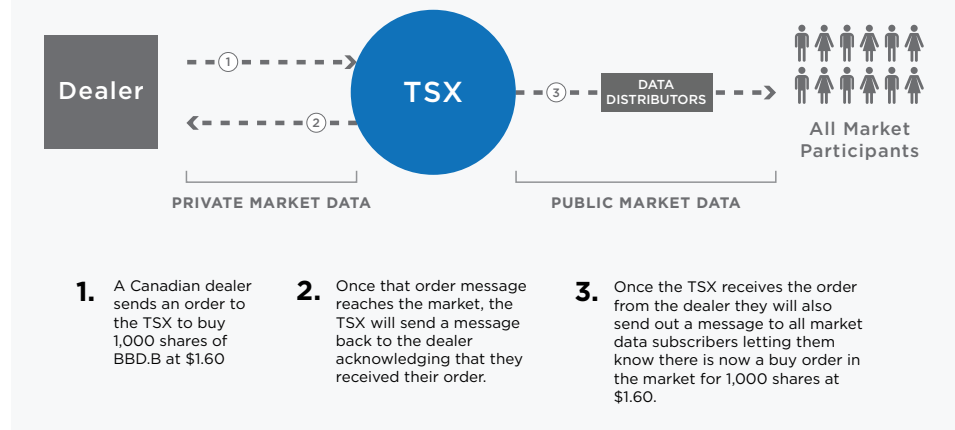 Dealer
1
2
TSX
3
DATA
DISTRIBUTORS
All Market
Participants
PRIVATE MARKET DATA
PUBLIC MARKET DATA
1.
A Canadian dealer
sends an order to
the TSX to buy
1,000 shares of
BBD.B at $1.60
2.
Once that order message
reaches the market, the
TSX will send a message
back to the dealer
acknowledging that they
received their order.
3.
Once the TSX receives the order
from the dealer they will also
send out a message to all market
data subscribers letting them
know there is now a buy order in
the market for 1,000 shares at
$1.60.